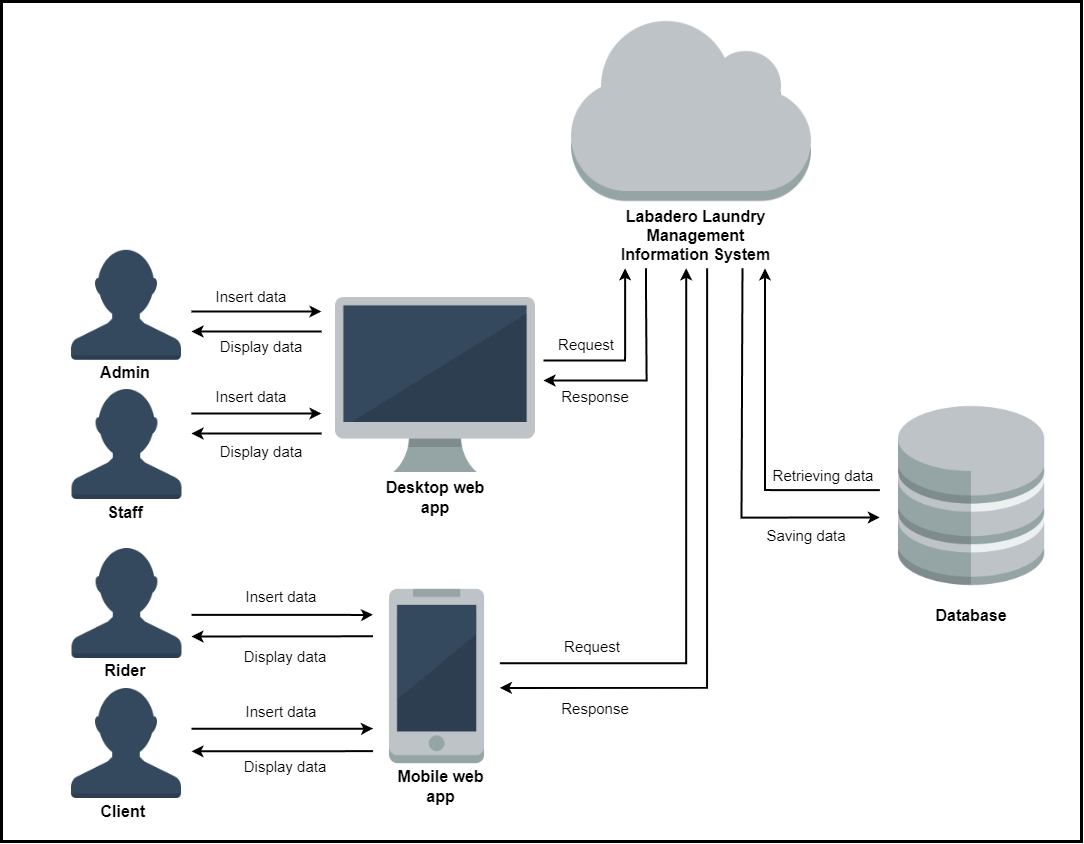 Labadero Laundry
Management
Information System
Insert data
Display data
Admin
Insert data
Display data
Staff
Desktop web
app
Request
Response
Retrieving data
Saving data
Database
Insert data
Display data
Rider
Insert data
Display data
Client
Mobile web
app
Request
Response